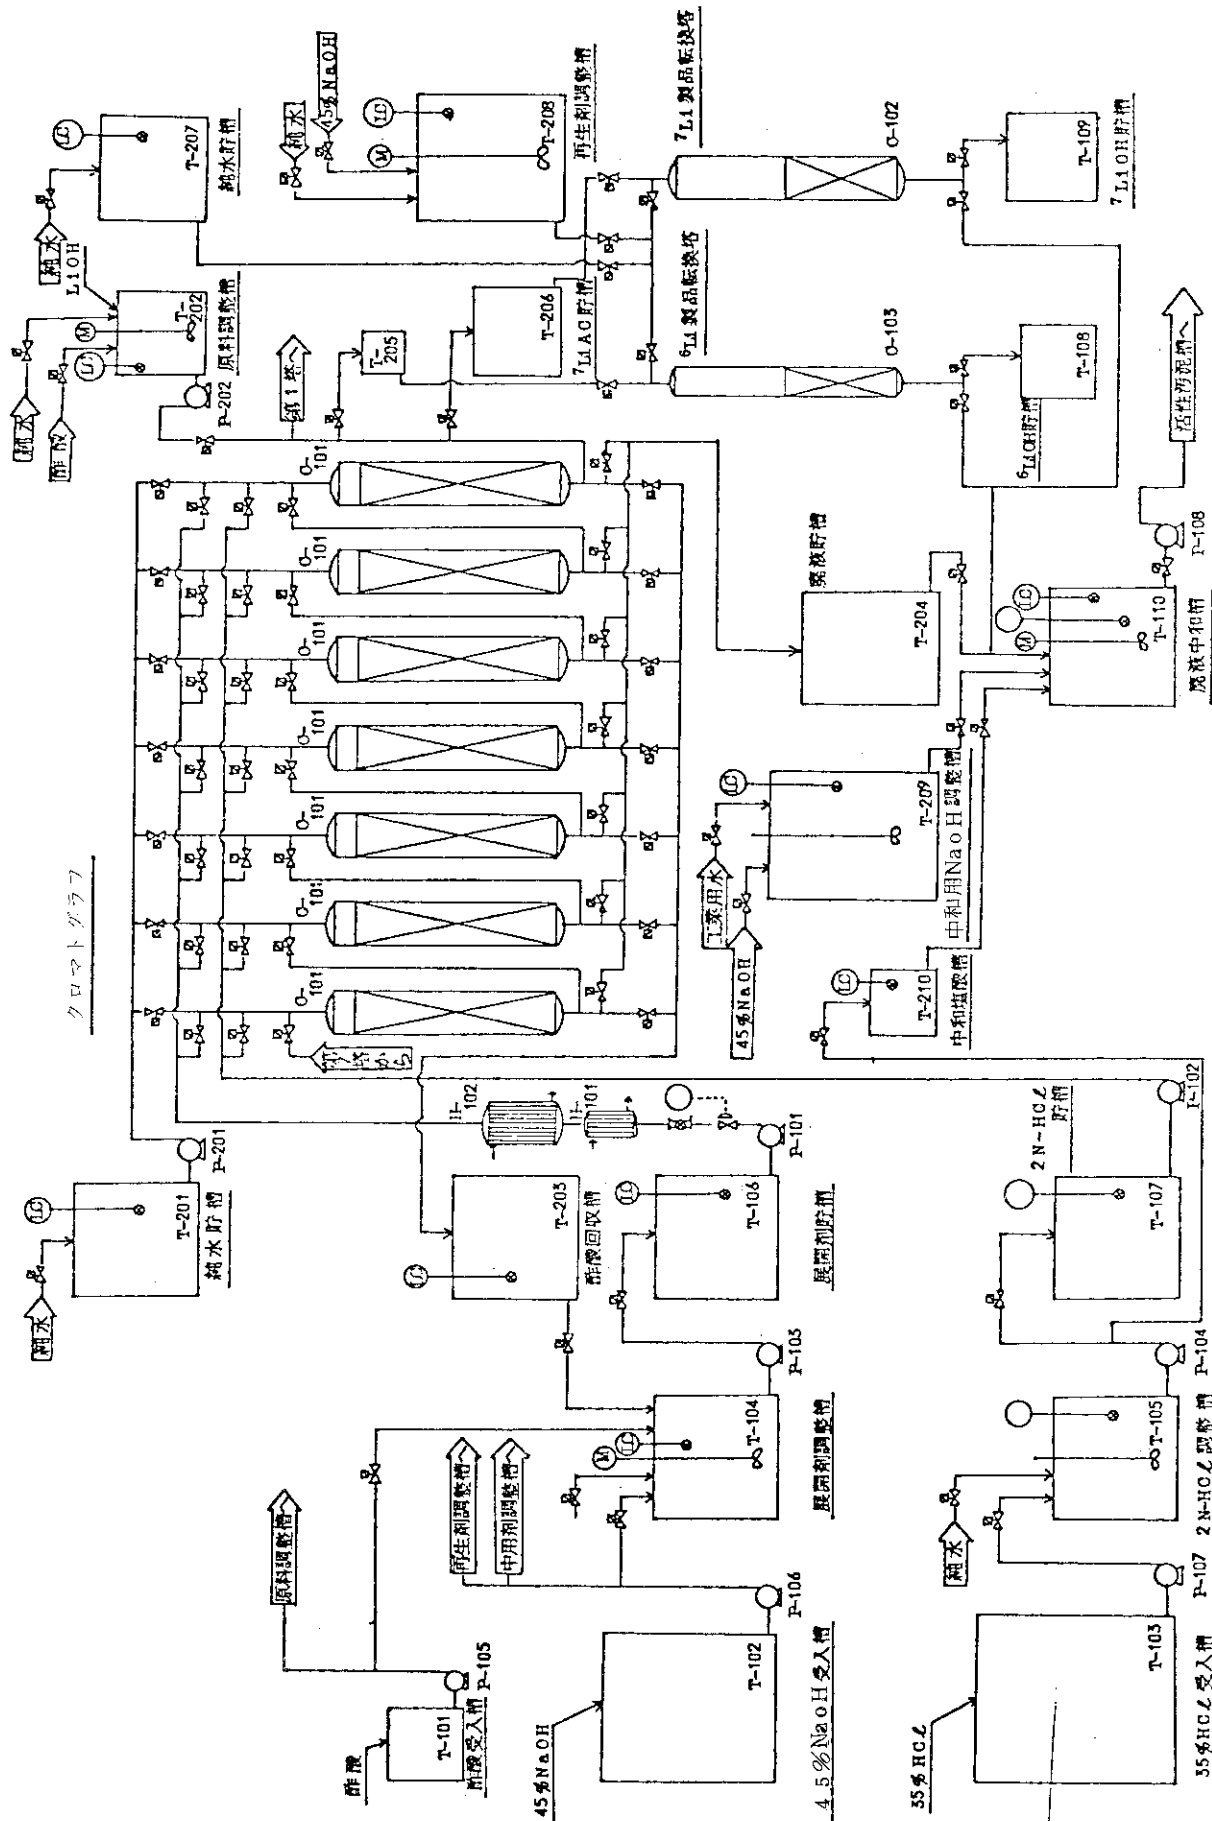 純水
LC
T-207
純水貯槽
純水
45%NaOH
LC
M
T-208
再生剤調整槽
純水
酢酸
LiOH
M
LC
T-202
原料調整槽
P-202
第1塔へ
T-205
T-206
⁷LiAC貯槽
⁷Li製品転換塔
C-102
⁶Li製品転換塔
C-103
T-109
⁷LiOH貯槽
T-108
⁶LiOH貯槽
活性汚泥槽へ
P-108
クロマトグラフ
C-101
C-101
C-101
C-101
C-101
C-101
C-101
廃液貯槽
T-204
LC
M
T-110
廃液中和槽
工業用水
45%NaOH
LC
T-209
中和用NaOH調整槽
LC
T-210
中和塩酸槽
純水
LC
T-201
純水貯槽
P-201
H-102
H-101
LC
T-203
酢酸回収槽
LC
T-106
展開剤貯槽
P-101
2N-HCℓ
貯槽
T-107
P-102
原料調整槽へ
再生剤調整槽へ
中用剤調整槽へ
M
LC
T-104
展開剤調整槽
P-103
純水
T-105
2N-HCℓ調整槽
P-104
酢酸
T-101
酢酸受入槽
P-105
45%NaOH
T-102
45%NaOH受入槽
P-106
35%HCℓ
T-103
35%HCℓ受入槽
P-107